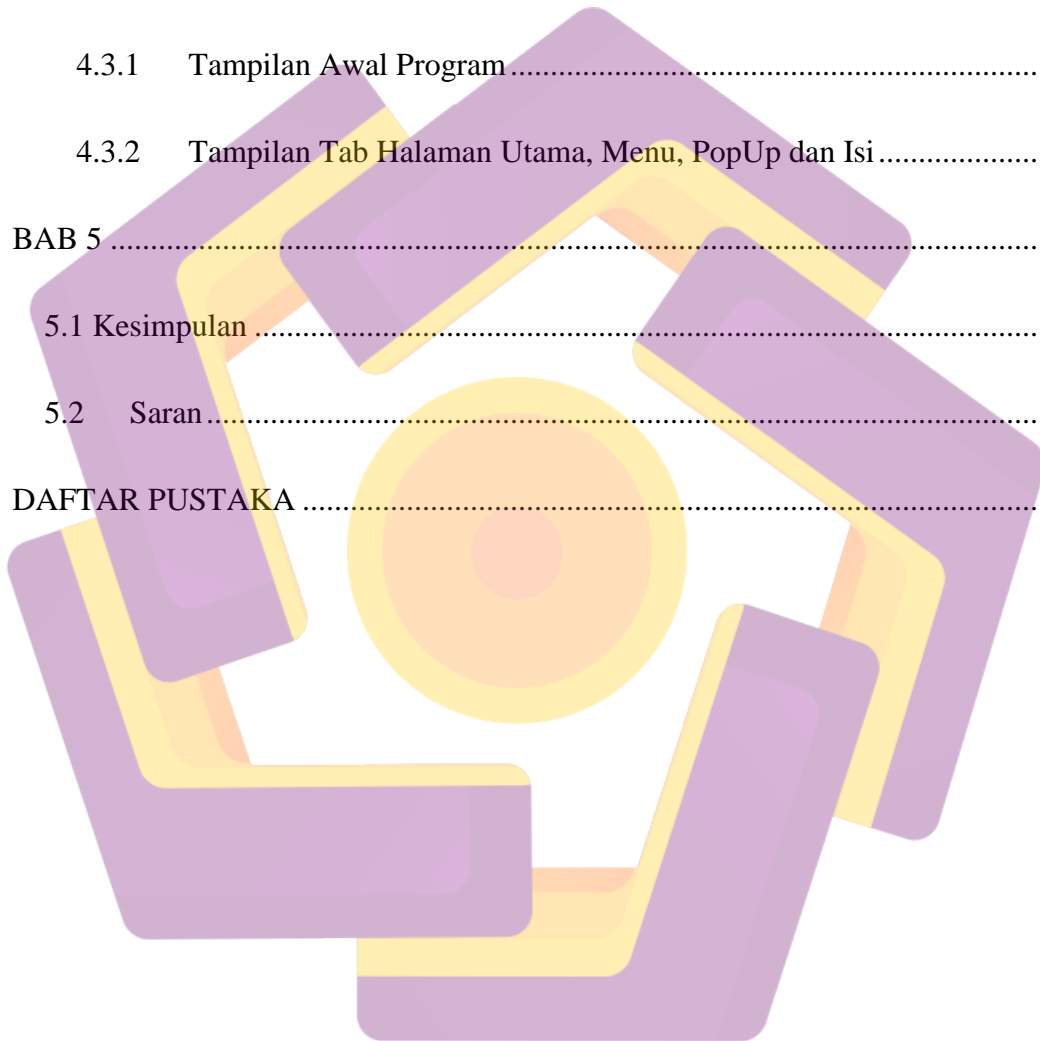 4.3.1 Tampilan Awal Program ..................................................................
4.3.2 Tampilan Tab Halaman Utama, Menu, PopUp dan Isi ....................
BAB 5 ....................................................................................................................
5.1 Kesimpulan ..................................................................................................
5.2 Saran ........................................................................................................
DAFTAR PUSTAKA ............................................................................................